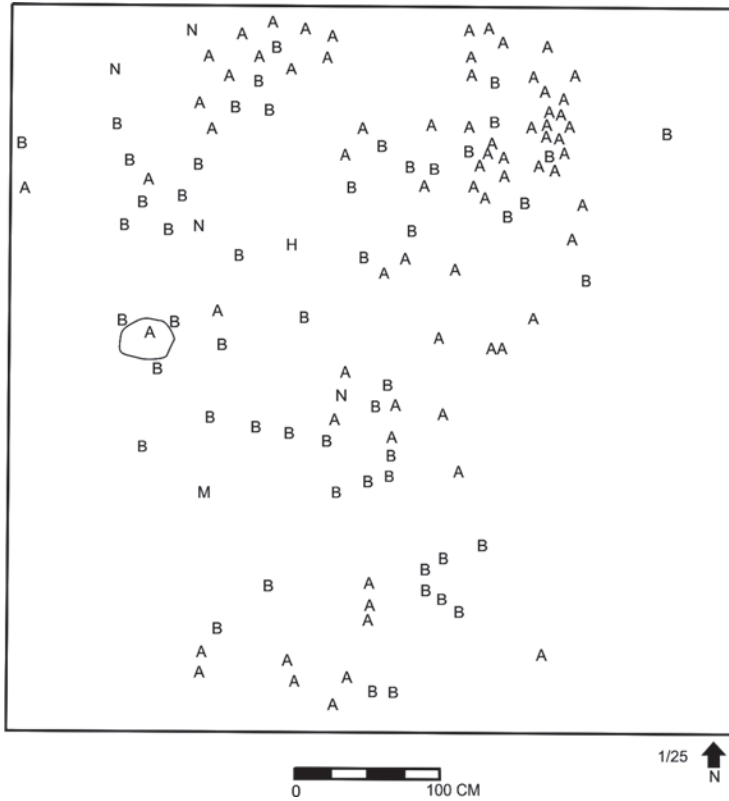 N A A A A A A
B A A
A A A A
N A A A A A
B B A
A B B A
A A
B A A A A B A A A
B B A A A B
B A B A A B A
B B B A A A
A A B A A A
B B A B A
B B N B B
H A
B B A
A A B
B B A B A
A A
B AA
B A
N B
B A
B A A
B B B B A
B
B B A
M B
B
B
B
B A B
A B B
B A
A A A
A A A
B B
A
1/25
N
0 100 CM